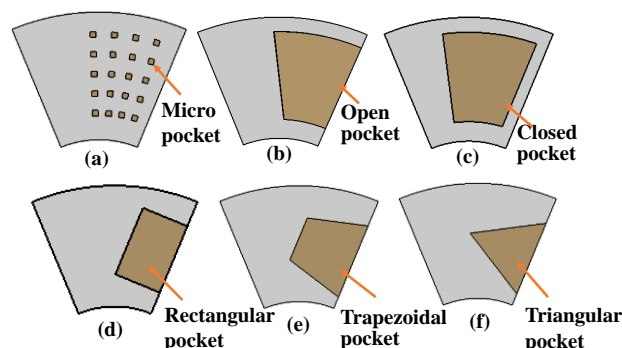 Micro
pocket
(a)
Open
pocket
(b)
Closed
pocket
(c)
Rectangular
pocket
(d)
Trapezoidal
pocket
(e)
Triangular
pocket
(f)